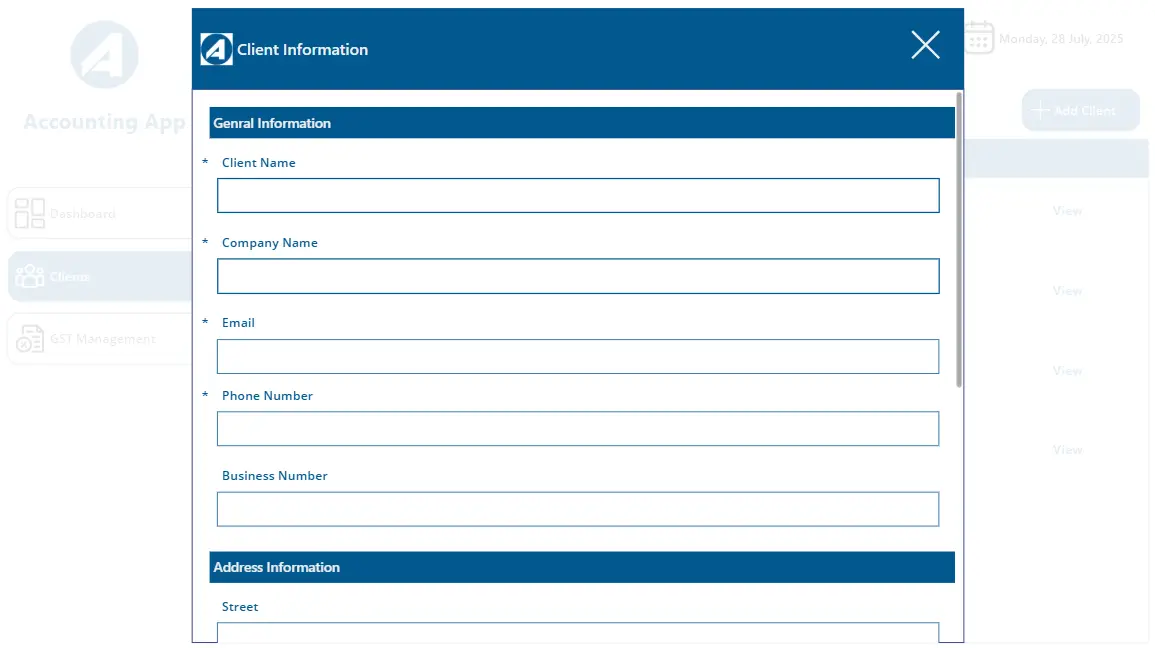 Client Information
Monday, 28 July, 2025
Accounting App
Add Client
Genral Information
* Client Name
Dashboard
View
* Company Name
Clients
View
* Email
GST Management
View
* Phone Number
View
Business Number
Address Information
Street